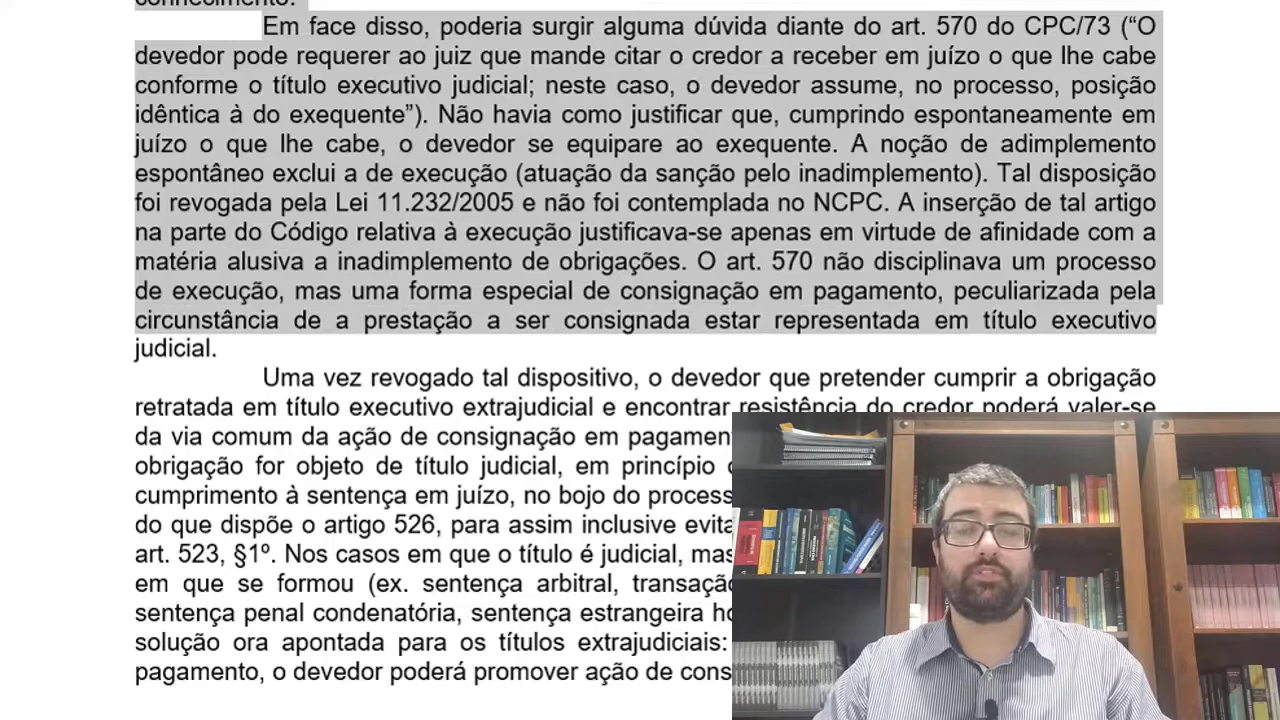 conhecimento.
Em face disso, poderia surgir alguma dúvida diante do art. 570 do CPC/73 (“O
devedor pode requerer ao juiz que mande citar o credor a receber em juízo o que lhe cabe
conforme o título executivo judicial; neste caso, o devedor assume, no processo, posição
idêntica à do exequente”). Não havia como justificar que, cumprindo espontaneamente em
juízo o que lhe cabe, o devedor se equipare ao exequente. A noção de adimplemento
espontâneo exclui a de execução (atuação da sanção pelo inadimplemento). Tal disposição
foi revogada pela Lei 11.232/2005 e não foi contemplada no NCPC. A inserção de tal artigo
na parte do Código relativa à execução justificava-se apenas em virtude de afinidade com a
matéria alusiva a inadimplemento de obrigações. O art. 570 não disciplinava um processo
de execução, mas uma forma especial de consignação em pagamento, peculiarizada pela
circunstância de a prestação a ser consignada estar representada em título executivo
judicial.
Uma vez revogado tal dispositivo, o devedor que pretender cumprir a obrigação
retratada em título executivo extrajudicial e encontrar resistência do credor poderá valer-se
da via comum da ação de consignação em pagamen
obrigação for objeto de título judicial, em princípio
cumprimento à sentença em juízo, no bojo do proces
do que dispõe o artigo 526, para assim inclusive evita
art. 523, §1º. Nos casos em que o título é judicial, mas
em que se formou (ex. sentença arbitral, transação
sentença penal condenatória, sentença estrangeira ho
solução ora apontada para os títulos extrajudiciais:
pagamento, o devedor poderá promover ação de cons